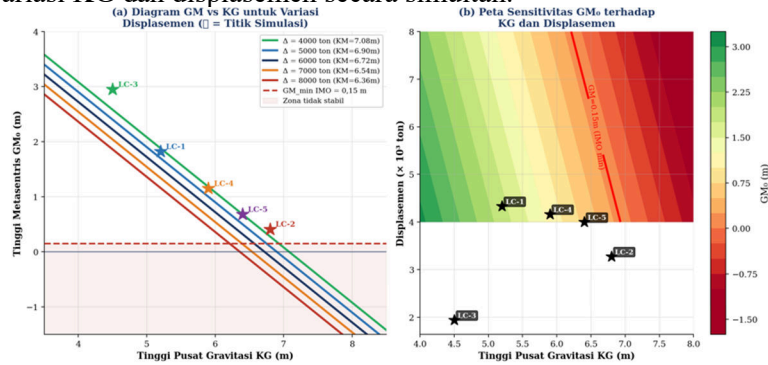 variasi KG dan displasemen secara simultan.
(a) Diagram GM vs KG untuk Variasi
Displasemen (▯ = Titik Simulasi)
Tinggi Metasentris GM₀ (m)
4
3
2
1
0
−1
LC-3
LC-1
LC-4
LC-5
LC-2
Δ = 4000 ton (KM=7.08m)
Δ = 5000 ton (KM=6.90m)
Δ = 6000 ton (KM=6.72m)
Δ = 7000 ton (KM=6.54m)
Δ = 8000 ton (KM=6.36m)
GM_min IMO = 0,15 m
Zona tidak stabil
4 5 6 7 8
Tinggi Pusat Gravitasi KG (m)
(b) Peta Sensitivitas GM₀ terhadap
KG dan Displasemen
Displasemen (× 10³ ton)
8
7
6
5
4
3
2
GM=0.15m (IMO min)
LC-1
LC-4
LC-5
LC-2
LC-3
4.0 4.5 5.0 5.5 6.0 6.5 7.0 7.5 8.0
Tinggi Pusat Gravitasi KG (m)
3.00
2.25
1.50
0.75
0.00
−0.75
−1.50
GM₀ (m)